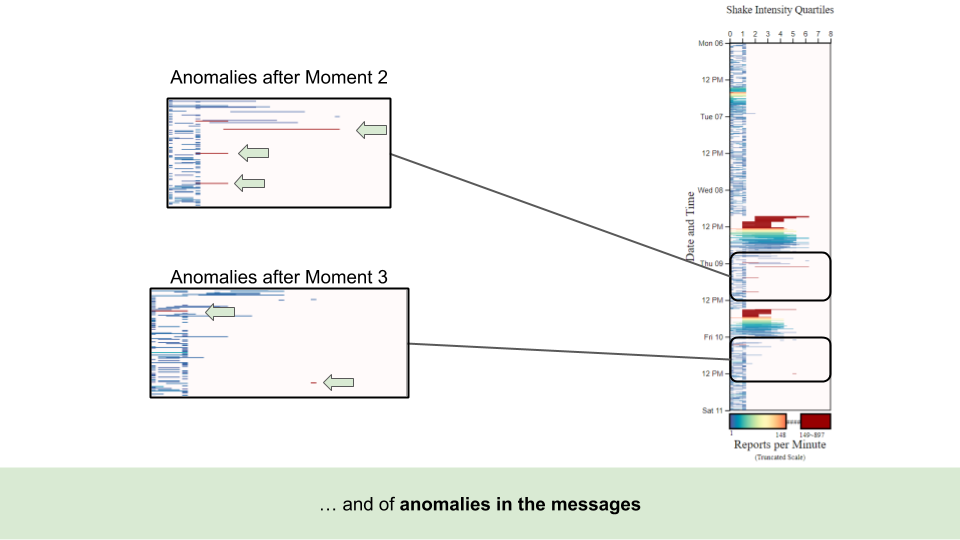 Shake Intensity Quartiles
0 1 2 3 4 5 6 7 8
Mon 06
12 PM
Tue 07
12 PM
Wed 08
12 PM
Thu 09
12 PM
Fri 10
12 PM
Sat 11
Date and Time
Anomalies after Moment 2
Anomalies after Moment 3
1 148 149~897
Reports per Minute
(Truncated Scale)
… and of anomalies in the messages